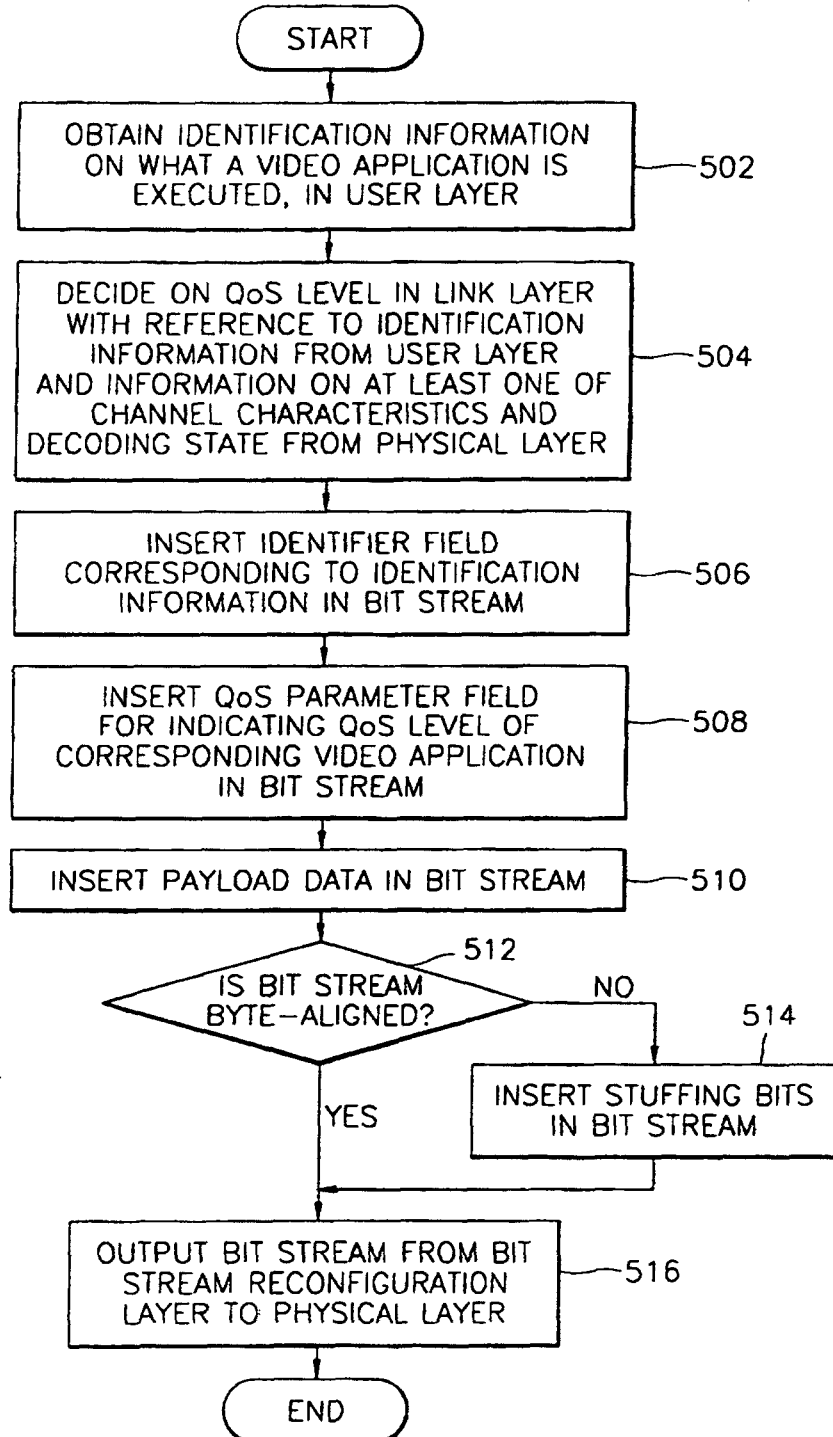 START
OBTAIN IDENTIFICATION INFORMATION
ON WHAT A VIDEO APPLICATION IS
EXECUTED, IN USER LAYER
502
DECIDE ON QoS LEVEL IN LINK LAYER
WITH REFERENCE TO IDENTIFICATION
INFORMATION FROM USER LAYER
AND INFORMATION ON AT LEAST ONE OF
CHANNEL CHARACTERISTICS AND
DECODING STATE FROM PHYSICAL LAYER
504
INSERT IDENTIFIER FIELD
CORRESPONDING TO IDENTIFICATION
INFORMATION IN BIT STREAM
506
INSERT QoS PARAMETER FIELD
FOR INDICATING QoS LEVEL OF
CORRESPONDING VIDEO APPLICATION
IN BIT STREAM
508
INSERT PAYLOAD DATA IN BIT STREAM
510
512
IS BIT STREAM
BYTE-ALIGNED?
NO
514
INSERT STUFFING BITS
IN BIT STREAM
YES
OUTPUT BIT STREAM FROM BIT
STREAM RECONFIGURATION
LAYER TO PHYSICAL LAYER
516
END